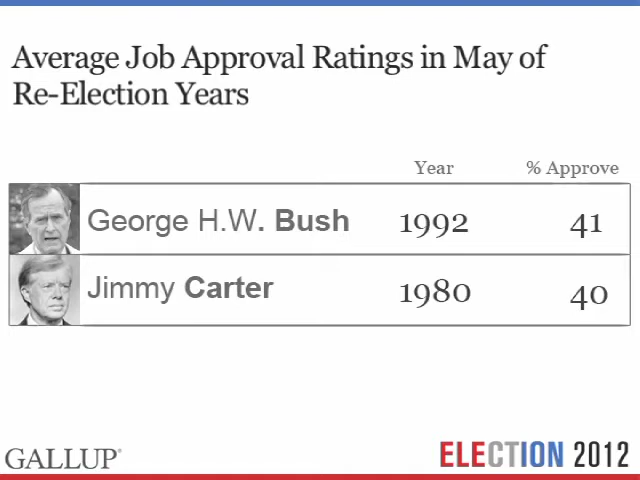 Average Job Approval Ratings in May of
Re-Election Years
Year % Approve
George H.W. Bush 1992 41
Jimmy Carter 1980 40
GALLUP®
ELECTION 2012